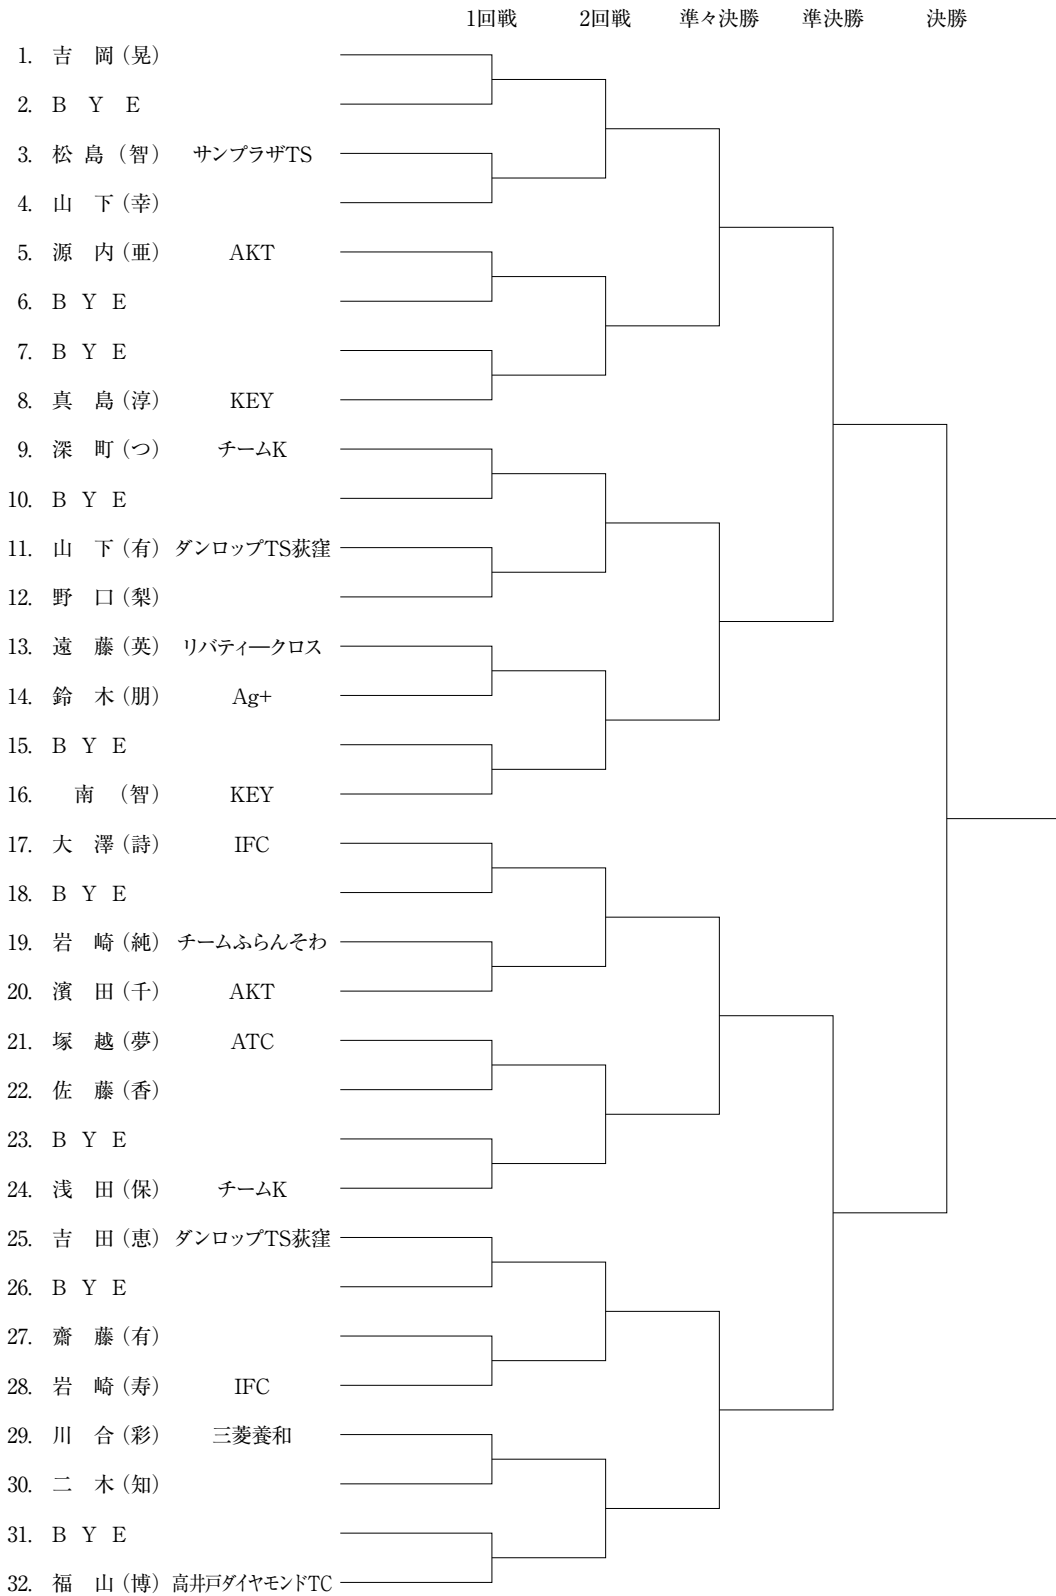 1回戦 2回戦 準々決勝 準決勝 決勝
1. 吉 岡（晃）
2. B Y E
3. 松 島（智） サンプラザTS
4. 山 下（幸）
5. 源 内（亜） AKT
6. B Y E
7. B Y E
8. 真 島（淳） KEY
9. 深 町（つ） チームK
10. B Y E
11. 山 下（有） ダンロップTS荻窪
12. 野 口（梨）
13. 遠 藤（英） リバティークロス
14. 鈴 木（朋） Ag+
15. B Y E
16. 南 （智） KEY
17. 大 澤（詩） IFC
18. B Y E
19. 岩 崎（純） チームふらんそわ
20. 濱 田（千） AKT
21. 塚 越（夢） ATC
22. 佐 藤（香）
23. B Y E
24. 浅 田（保） チームK
25. 吉 田（恵） ダンロップTS荻窪
26. B Y E
27. 齋 藤（有）
28. 岩 崎（寿） IFC
29. 川 合（彩） 三菱養和
30. 二 木（知）
31. B Y E
32. 福 山（博） 高井戸ダイヤモンドTC